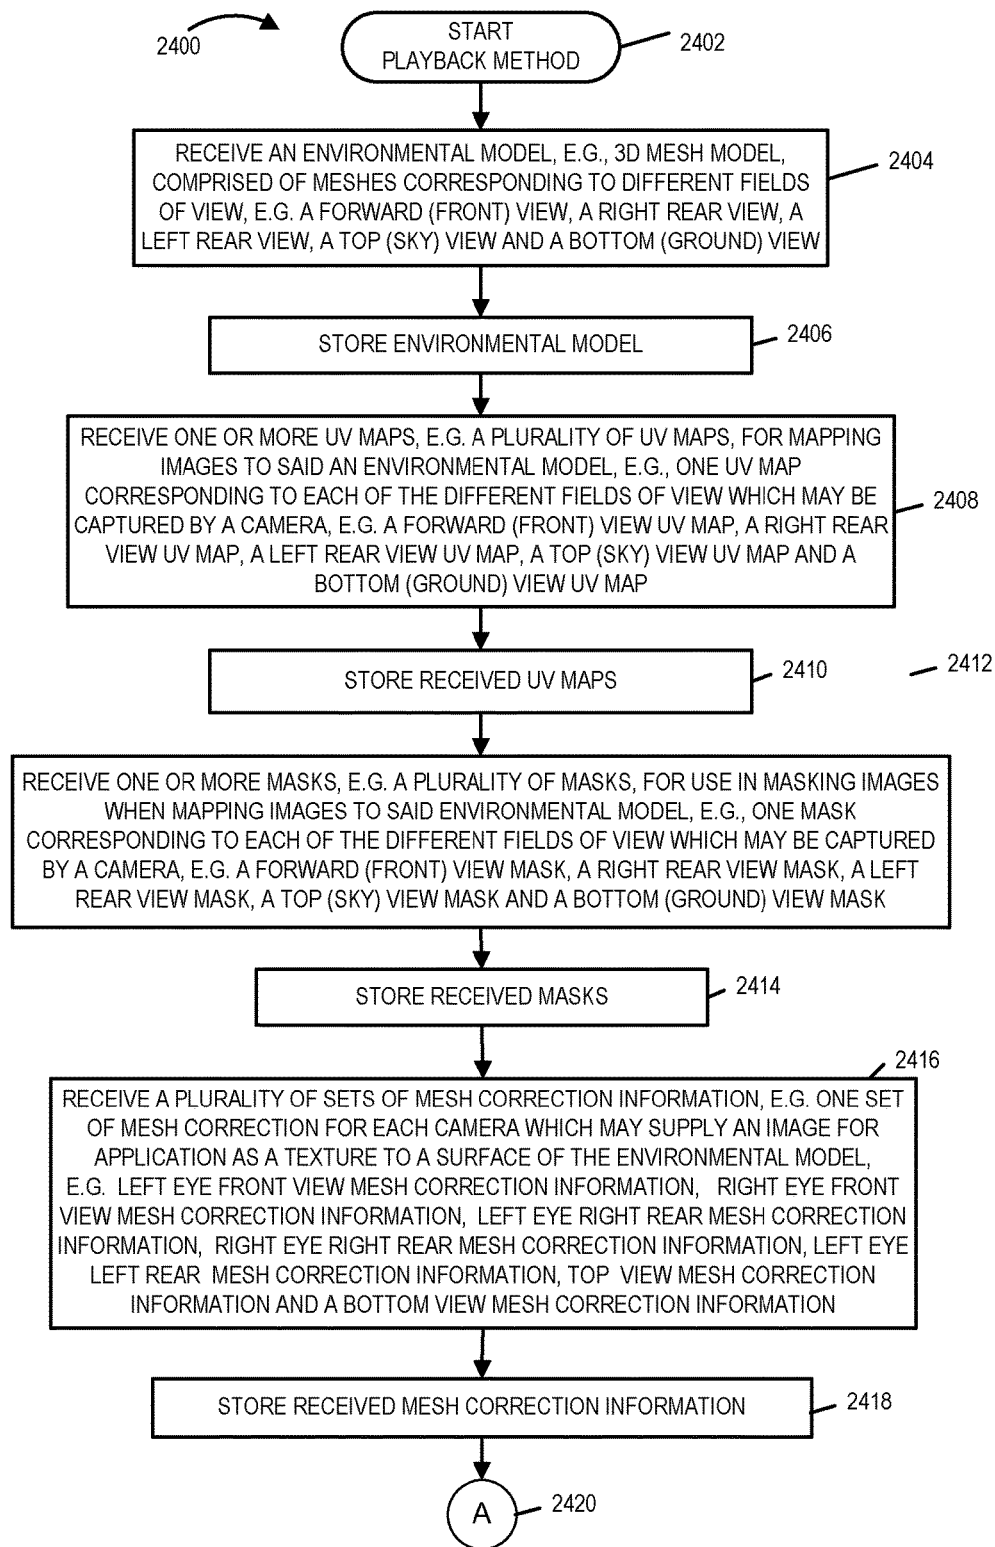 2400
START
PLAYBACK METHOD
2402
RECEIVE AN ENVIRONMENTAL MODEL, E.G., 3D MESH MODEL,
COMPRISED OF MESHES CORRESPONDING TO DIFFERENT FIELDS
OF VIEW, E.G. A FORWARD (FRONT) VIEW, A RIGHT REAR VIEW, A
LEFT REAR VIEW, A TOP (SKY) VIEW AND A BOTTOM (GROUND) VIEW
2404
STORE ENVIRONMENTAL MODEL
2406
RECEIVE ONE OR MORE UV MAPS, E.G. A PLURALITY OF UV MAPS, FOR MAPPING
IMAGES TO SAID AN ENVIRONMENTAL MODEL, E.G., ONE UV MAP
CORRESPONDING TO EACH OF THE DIFFERENT FIELDS OF VIEW WHICH MAY BE
CAPTURED BY A CAMERA, E.G. A FORWARD (FRONT) VIEW UV MAP, A RIGHT REAR
VIEW UV MAP, A LEFT REAR VIEW UV MAP, A TOP (SKY) VIEW UV MAP AND A
BOTTOM (GROUND) VIEW UV MAP
2408
STORE RECEIVED UV MAPS
2410
2412
RECEIVE ONE OR MORE MASKS, E.G. A PLURALITY OF MASKS, FOR USE IN MASKING IMAGES
WHEN MAPPING IMAGES TO SAID ENVIRONMENTAL MODEL, E.G., ONE MASK
CORRESPONDING TO EACH OF THE DIFFERENT FIELDS OF VIEW WHICH MAY BE CAPTURED
BY A CAMERA, E.G. A FORWARD (FRONT) VIEW MASK, A RIGHT REAR VIEW MASK, A LEFT
REAR VIEW MASK, A TOP (SKY) VIEW MASK AND A BOTTOM (GROUND) VIEW MASK
STORE RECEIVED MASKS
2414
2416
RECEIVE A PLURALITY OF SETS OF MESH CORRECTION INFORMATION, E.G. ONE SET
OF MESH CORRECTION FOR EACH CAMERA WHICH MAY SUPPLY AN IMAGE FOR
APPLICATION AS A TEXTURE TO A SURFACE OF THE ENVIRONMENTAL MODEL,
E.G. LEFT EYE FRONT VIEW MESH CORRECTION INFORMATION, RIGHT EYE FRONT
VIEW MESH CORRECTION INFORMATION, LEFT EYE RIGHT REAR MESH CORRECTION
INFORMATION, RIGHT EYE RIGHT REAR MESH CORRECTION INFORMATION, LEFT EYE
LEFT REAR MESH CORRECTION INFORMATION, TOP VIEW MESH CORRECTION
INFORMATION AND A BOTTOM VIEW MESH CORRECTION INFORMATION
STORE RECEIVED MESH CORRECTION INFORMATION
2418
A
2420